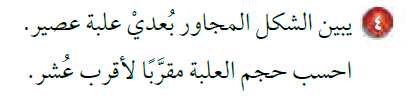 ٤ يبين الشكل المجاور بُعديْ علبة عصير.
احسب حجم العلبة مقرَّبًا لأقرب عُشر.